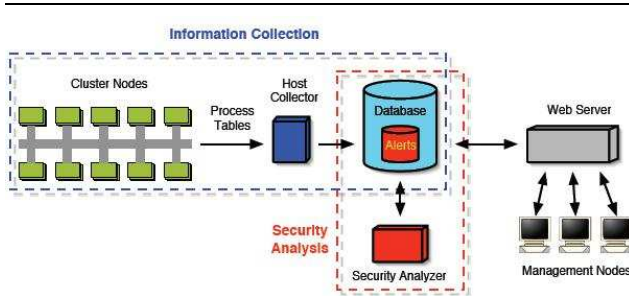 Information Collection
Cluster Nodes
Process
Tables
Host
Collector
Database
Alerts
Web Server
Security
Analysis
Security Analyzer
Management Nodes